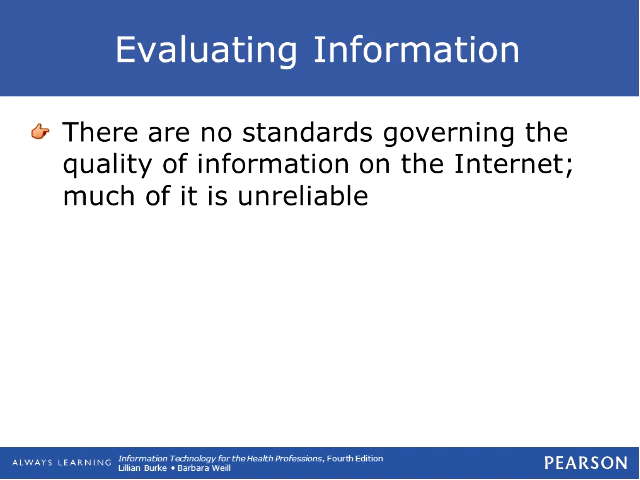 Evaluating Information
There are no standards governing the
quality of information on the Internet;
much of it is unreliable
ALWAYS LEARNING
Information Technology for the Health Professions, Fourth Edition
Lillian Burke • Barbara Weill
PEARSON